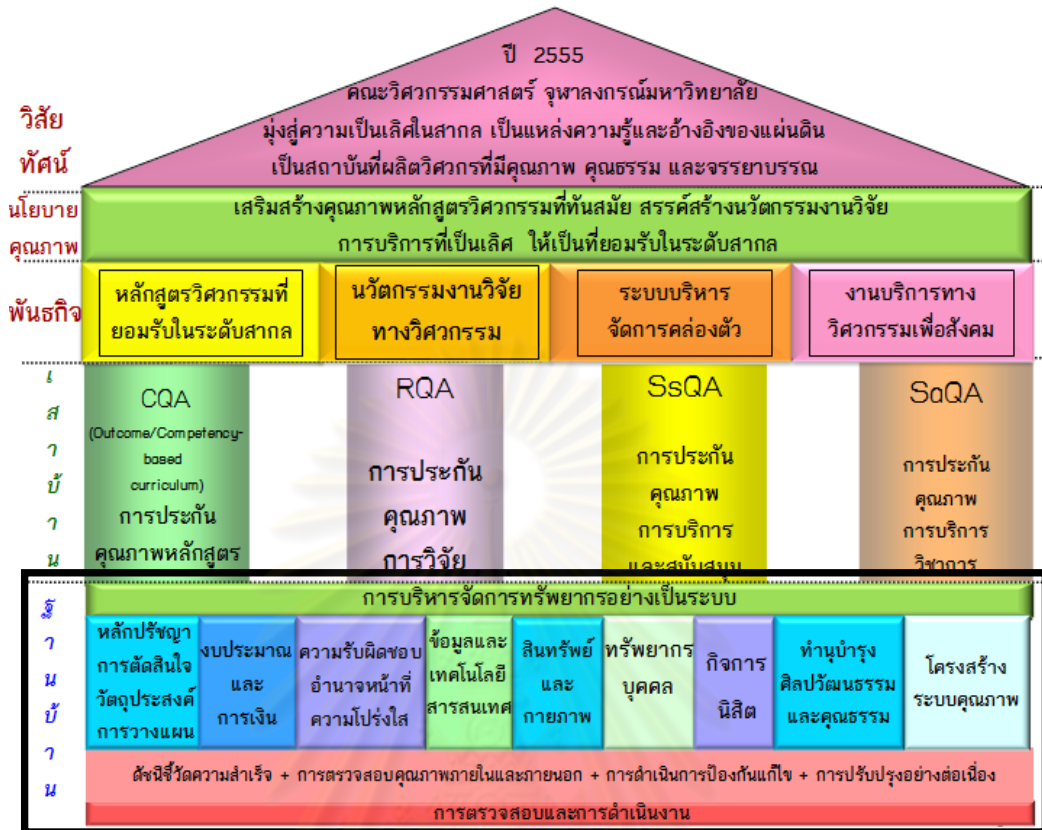 ปี 2555
คณะวิศวกรรมศาสตร์ จุฬาลงกรณ์มหาวิทยาลัย
มุ่งสู่ความเป็นเลิศในสากล เป็นแหล่งความรู้และอ้างอิงของแผ่นดิน
เป็นสถาบันที่ผลิตวิศวกรที่มีคุณภาพ คุณธรรม และจรรยาบรรณ
วิสัย
ทัศน์
นโยบาย
คุณภาพ
เสริมสร้างคุณภาพหลักสูตรวิศวกรรมที่ทันสมัย สรรค์สร้างนวัตกรรมงานวิจัย
การบริการที่เป็นเลิศ ให้เป็นที่ยอมรับในระดับสากล
พันธกิจ
หลักสูตรวิศวกรรมที่
ยอมรับในระดับสากล
นวัตกรรมงานวิจัย
ทางวิศวกรรม
ระบบบริหาร
จัดการคล่องตัว
งานบริการทาง
วิศวกรรมเพื่อสังคม
เ
ส
า
บ้
า
น
CQA
(Outcome/Competency-
based
curriculum)
การประกัน
คุณภาพหลักสูตร
RQA
การประกัน
คุณภาพ
การวิจัย
SsQA
การประกัน
คุณภาพ
การบริการ
และสนับสนุน
SaQA
การประกัน
คุณภาพ
การบริการ
วิชาการ
ฐ
า
น
บ้
า
น
การบริหารจัดการทรัพยากรอย่างเป็นระบบ
หลักปรัชญา
การตัดสินใจ
วัตถุประสงค์
การวางแผน
งบประมาณ
และ
การเงิน
ความรับผิดชอบ
อำนาจหน้าที่
ความโปร่งใส
ข้อมูลและ
เทคโนโลยี
สารสนเทศ
สินทรัพย์
และ
กายภาพ
ทรัพยากร
บุคคล
กิจการ
นิสิต
ทำนุบำรุง
ศิลปวัฒนธรรม
และคุณธรรม
โครงสร้าง
ระบบคุณภาพ
ดัชนีชี้วัดความสำเร็จ + การตรวจสอบคุณภาพภายในและภายนอก + การดำเนินการป้องกันแก้ไข + การปรับปรุงอย่างต่อเนื่อง
การตรวจสอบและการดำเนินงาน